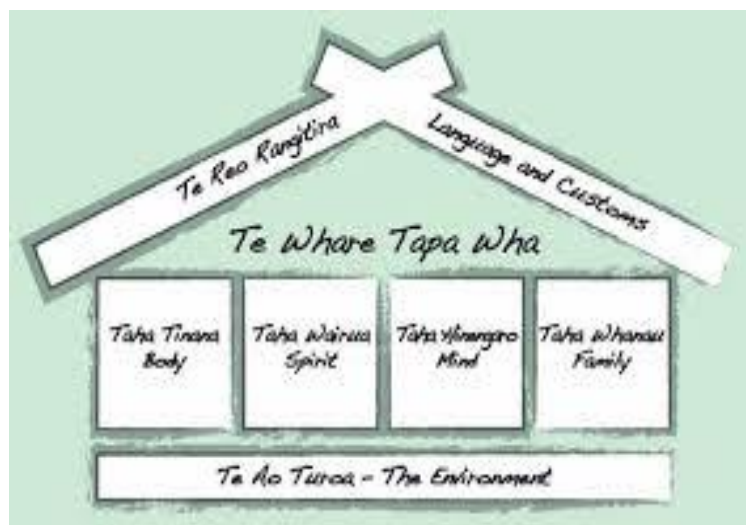 Te Reo Rangitira
Language and Customs
Te Whare Tapa Wha
Taha Tinana
Body
Taha Wairua
Spirit
Taha Hinengaro
Mind
Taha Whanau
Family
Te Ao Turoa - The Environment